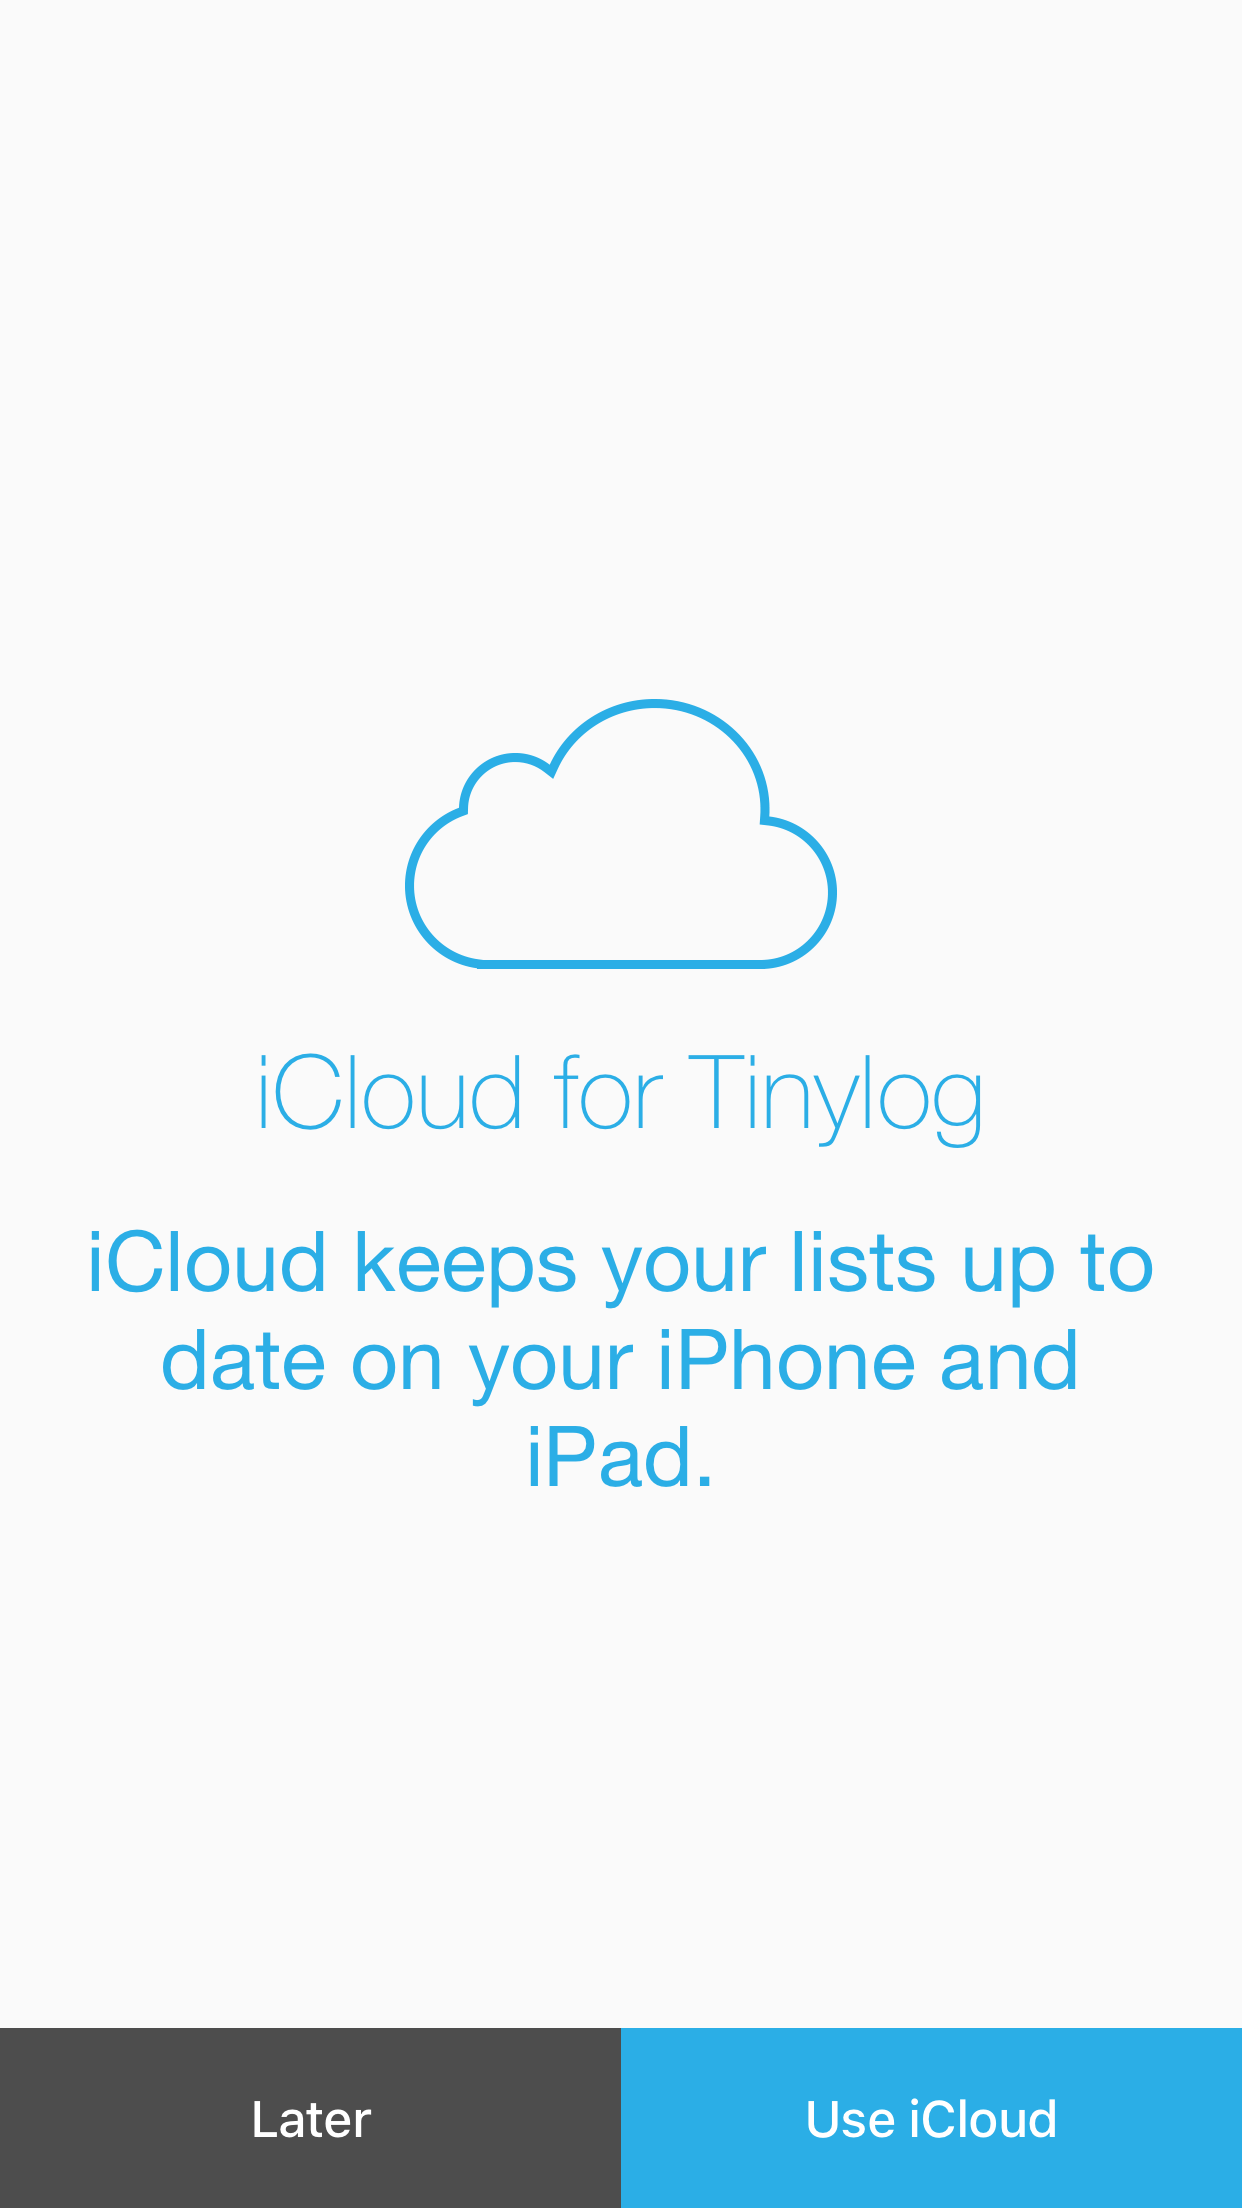 iCloud for Tinylog
iCloud keeps your lists up to
date on your iPhone and
iPad.
Later
Use iCloud